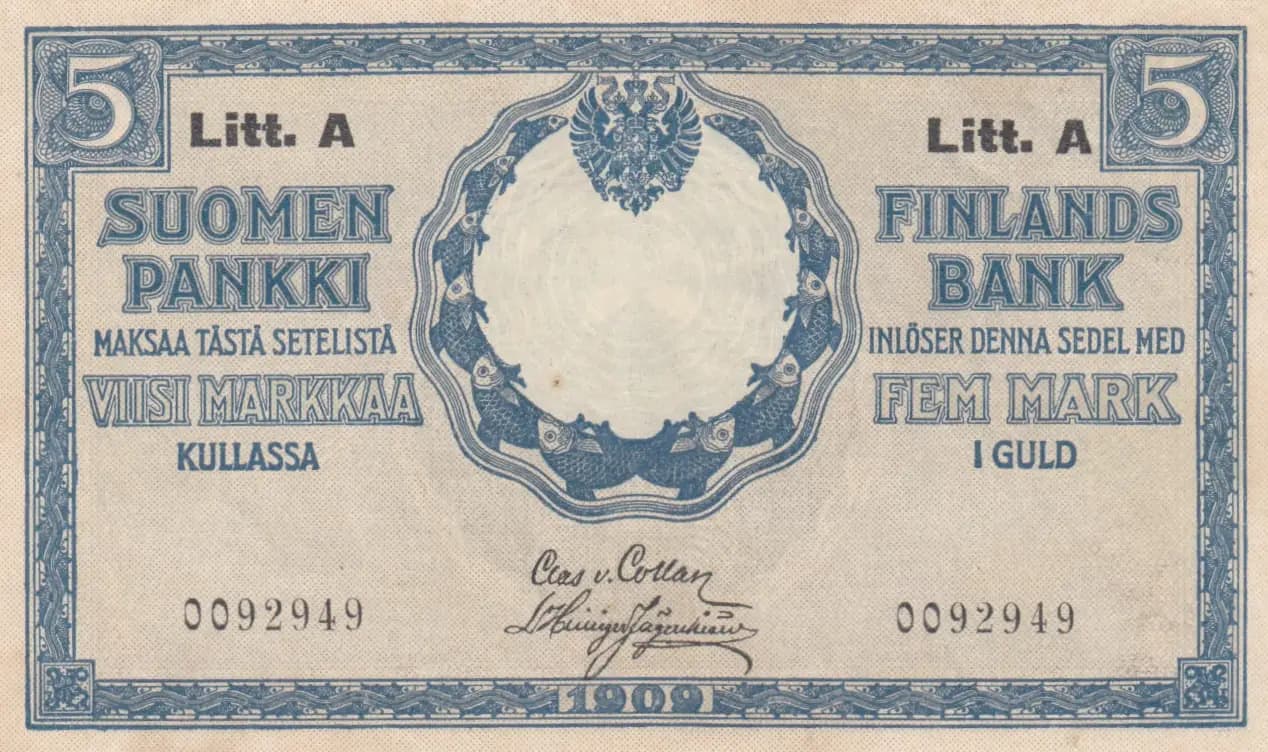 5
5
Litt. A
Litt. A
SUOMEN
PANKKI
MAKSAA TÄSTÄ SETELISTÄ
VIISI MARKKAA
KULLASSA
FINLANDS
BANK
INLÖSER DENNA SEDEL MED
FEM MARK
I GULD
Clas v. Collan
0092949
0092949
1909